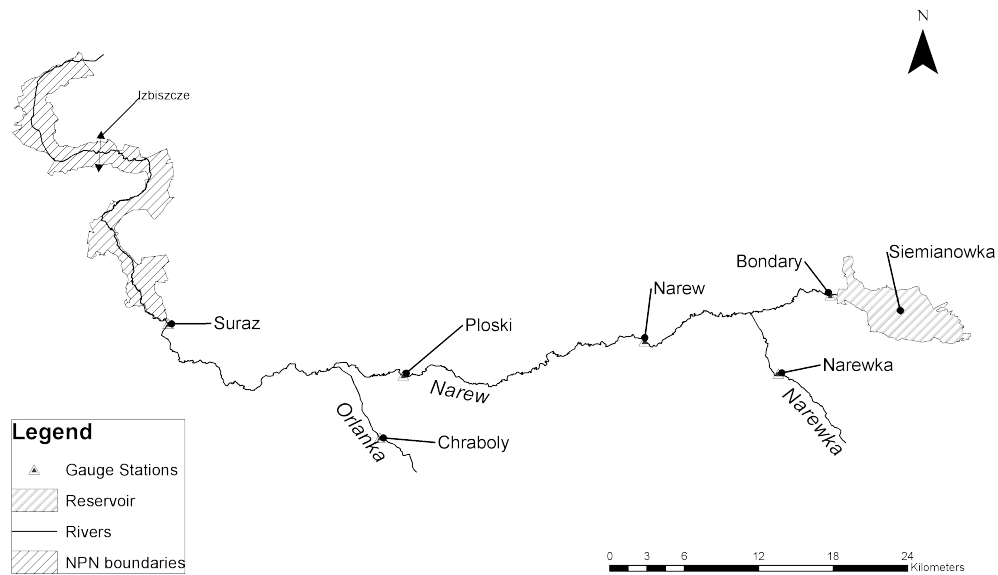 N
Izbiszcze
Siemianowka
Bondary
Narew
Suraz
Ploski
Narewka
Narew
Narewka
Orlanka
Chraboly
Legend
Gauge Stations
Reservoir
Rivers
NPN boundaries
0 3 6 12 18 24
Kilometers